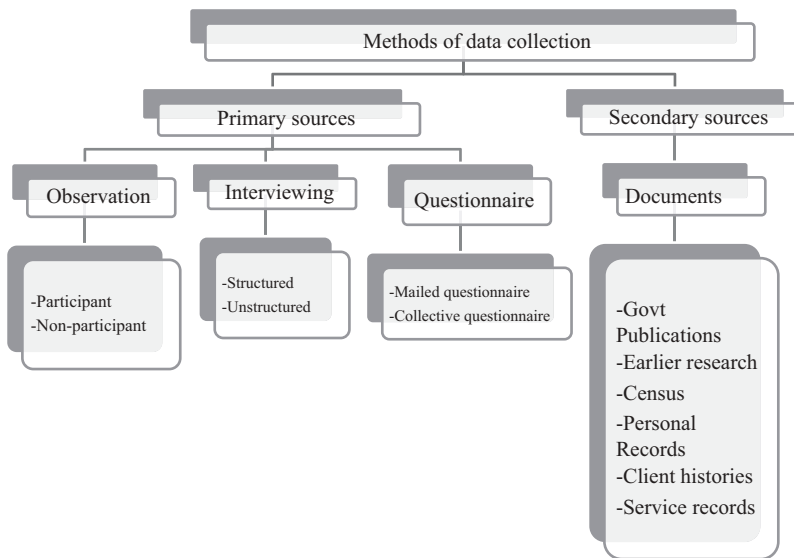 Methods of data collection
Primary sources
Secondary sources
Observation
Interviewing
Questionnaire
Documents
-Participant
-Non-participant
-Structured
-Unstructured
-Mailed questionnaire
-Collective questionnaire
-Govt
Publications
-Earlier research
-Census
-Personal
Records
-Client histories
-Service records